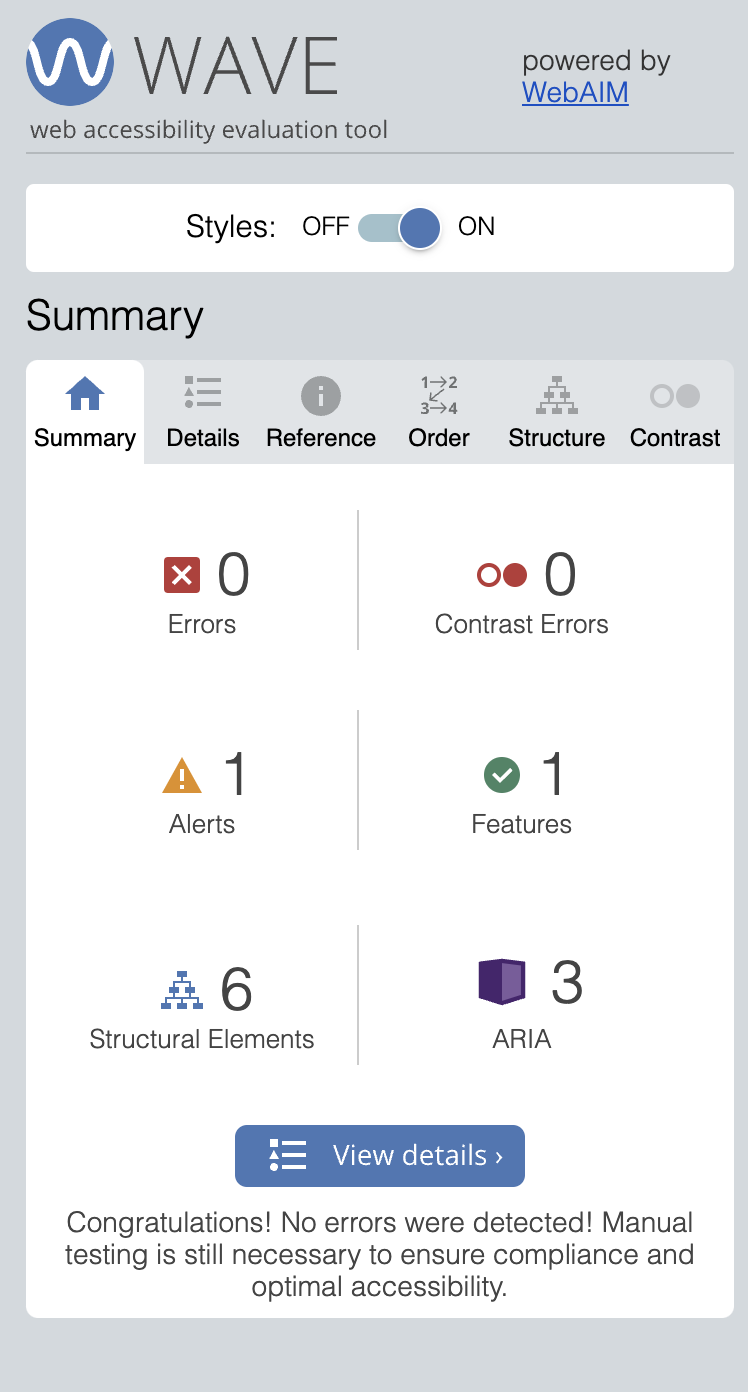 WAVE
powered by
WebAIM
web accessibility evaluation tool
Styles: OFF ON
Summary
1→2
3→4
Summary Details Reference Order Structure Contrast
0 0
Errors Contrast Errors
1 1
Alerts Features
6 3
Structural Elements ARIA
View details ›
Congratulations! No errors were detected! Manual
testing is still necessary to ensure compliance and
optimal accessibility.